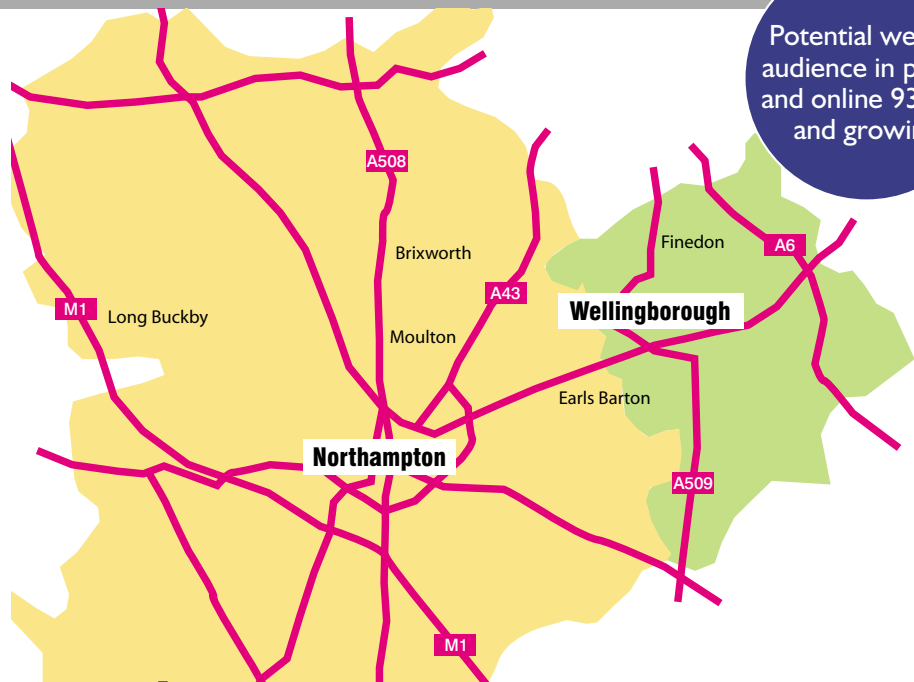 Potential we
audience in p
and online 93
and growin
A508
Brixworth
Finedon
A6
A43
M1
Long Buckby
Wellingborough
Moulton
Earls Barton
Northampton
A509
M1